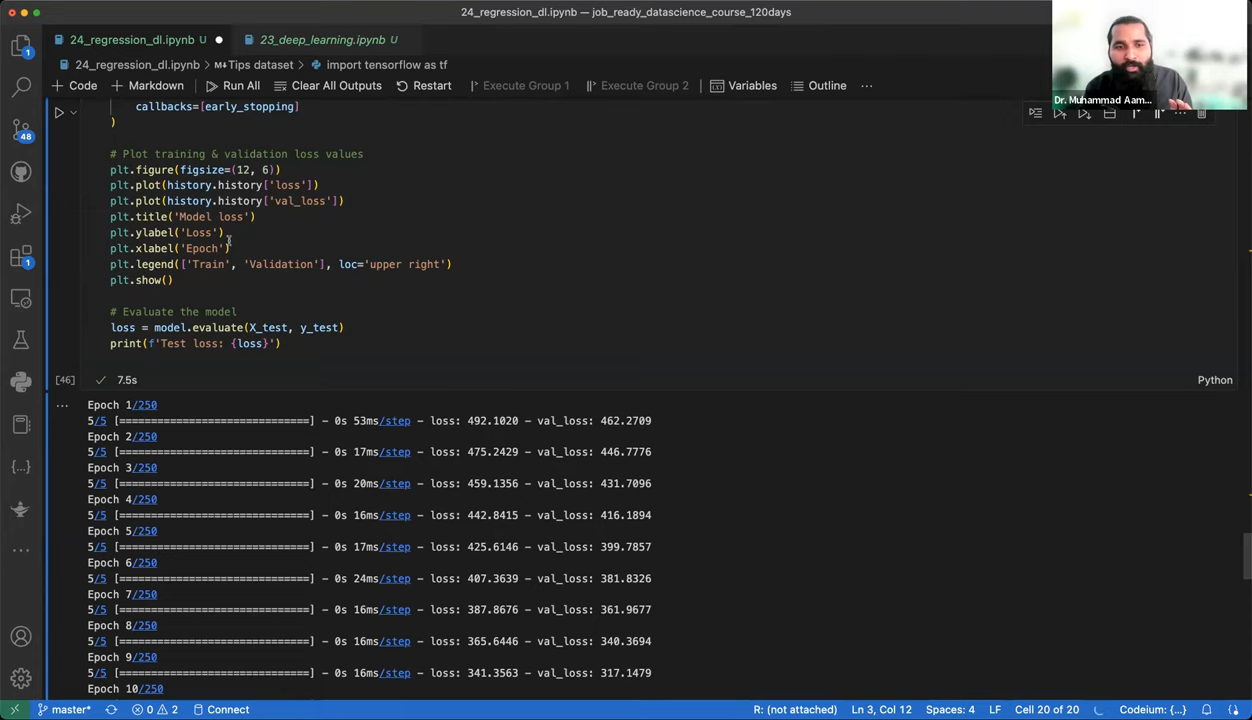 24_regression_dl.ipynb — job_ready_datascience_course_120days
24_regression_dl.ipynb U
23_deep_learning.ipynb U
24_regression_dl.ipynb > M↓Tips dataset > import tensorflow as tf
+ Code + Markdown Run All Clear All Outputs Restart Execute Group 1 Execute Group 2 Variables Outline ...
Dr. Muhammad Aam...
callbacks=[early_stopping]
)
# Plot training & validation loss values
plt.figure(figsize=(12, 6))
plt.plot(history.history['loss'])
plt.plot(history.history['val_loss'])
plt.title('Model loss')
plt.ylabel('Loss')
plt.xlabel('Epoch')
plt.legend(['Train', 'Validation'], loc='upper right')
plt.show()
# Evaluate the model
loss = model.evaluate(X_test, y_test)
print(f'Test loss: {loss}')
[46] ✓ 7.5s Python
Epoch 1/250
5/5 [==============================] - 0s 53ms/step - loss: 492.1020 - val_loss: 462.2709
Epoch 2/250
5/5 [==============================] - 0s 17ms/step - loss: 475.2429 - val_loss: 446.7776
Epoch 3/250
5/5 [==============================] - 0s 20ms/step - loss: 459.1356 - val_loss: 431.7096
Epoch 4/250
5/5 [==============================] - 0s 16ms/step - loss: 442.8415 - val_loss: 416.1894
Epoch 5/250
5/5 [==============================] - 0s 17ms/step - loss: 425.6146 - val_loss: 399.7857
Epoch 6/250
5/5 [==============================] - 0s 24ms/step - loss: 407.3639 - val_loss: 381.8326
Epoch 7/250
5/5 [==============================] - 0s 16ms/step - loss: 387.8676 - val_loss: 361.9677
Epoch 8/250
5/5 [==============================] - 0s 16ms/step - loss: 365.6446 - val_loss: 340.3694
Epoch 9/250
5/5 [==============================] - 0s 16ms/step - loss: 341.3563 - val_loss: 317.1479
Epoch 10/250
1
48
1
master* 0 2 Connect R: (not attached) Ln 3, Col 12 Spaces: 4 LF Cell 20 of 20 Codeium: {...}